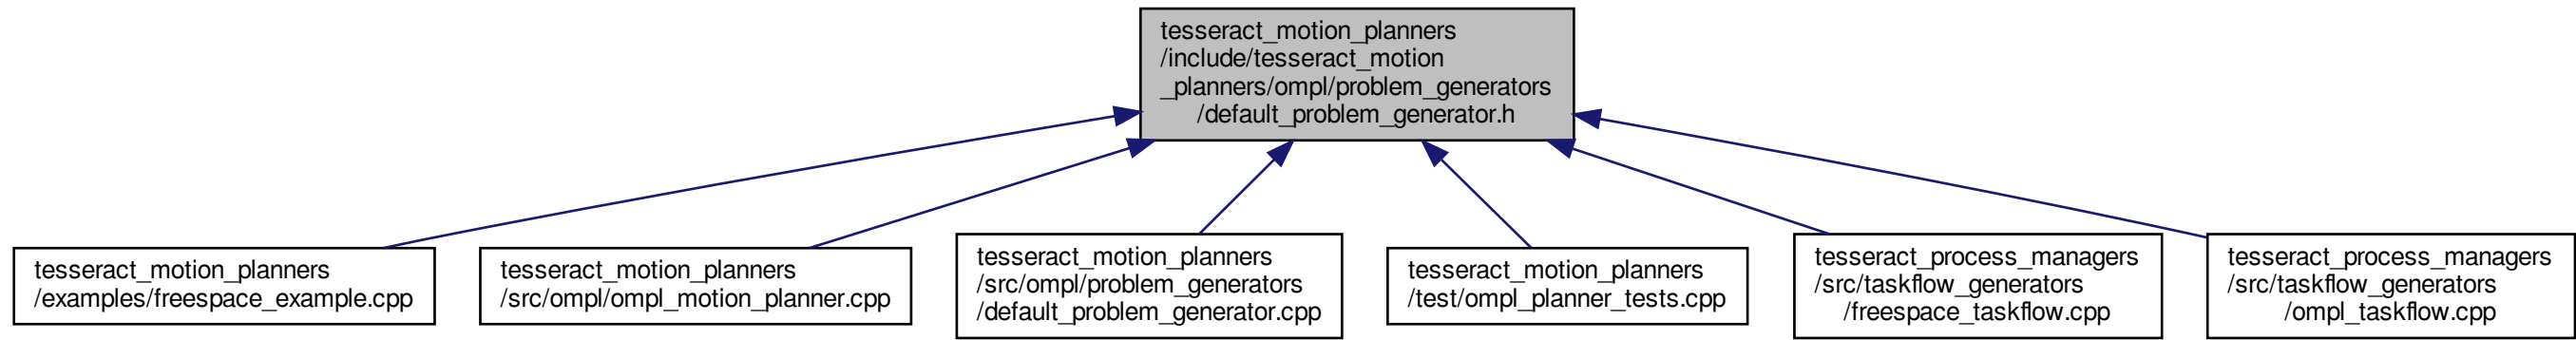 tesseract_motion_planners
/include/tesseract_motion
_planners/ompl/problem_generators
/default_problem_generator.h
tesseract_motion_planners
/examples/freespace_example.cpp
tesseract_motion_planners
/src/ompl/ompl_motion_planner.cpp
tesseract_motion_planners
/src/ompl/problem_generators
/default_problem_generator.cpp
tesseract_motion_planners
/test/ompl_planner_tests.cpp
tesseract_process_managers
/src/taskflow_generators
/freespace_taskflow.cpp
tesseract_process_managers
/src/taskflow_generators
/ompl_taskflow.cpp